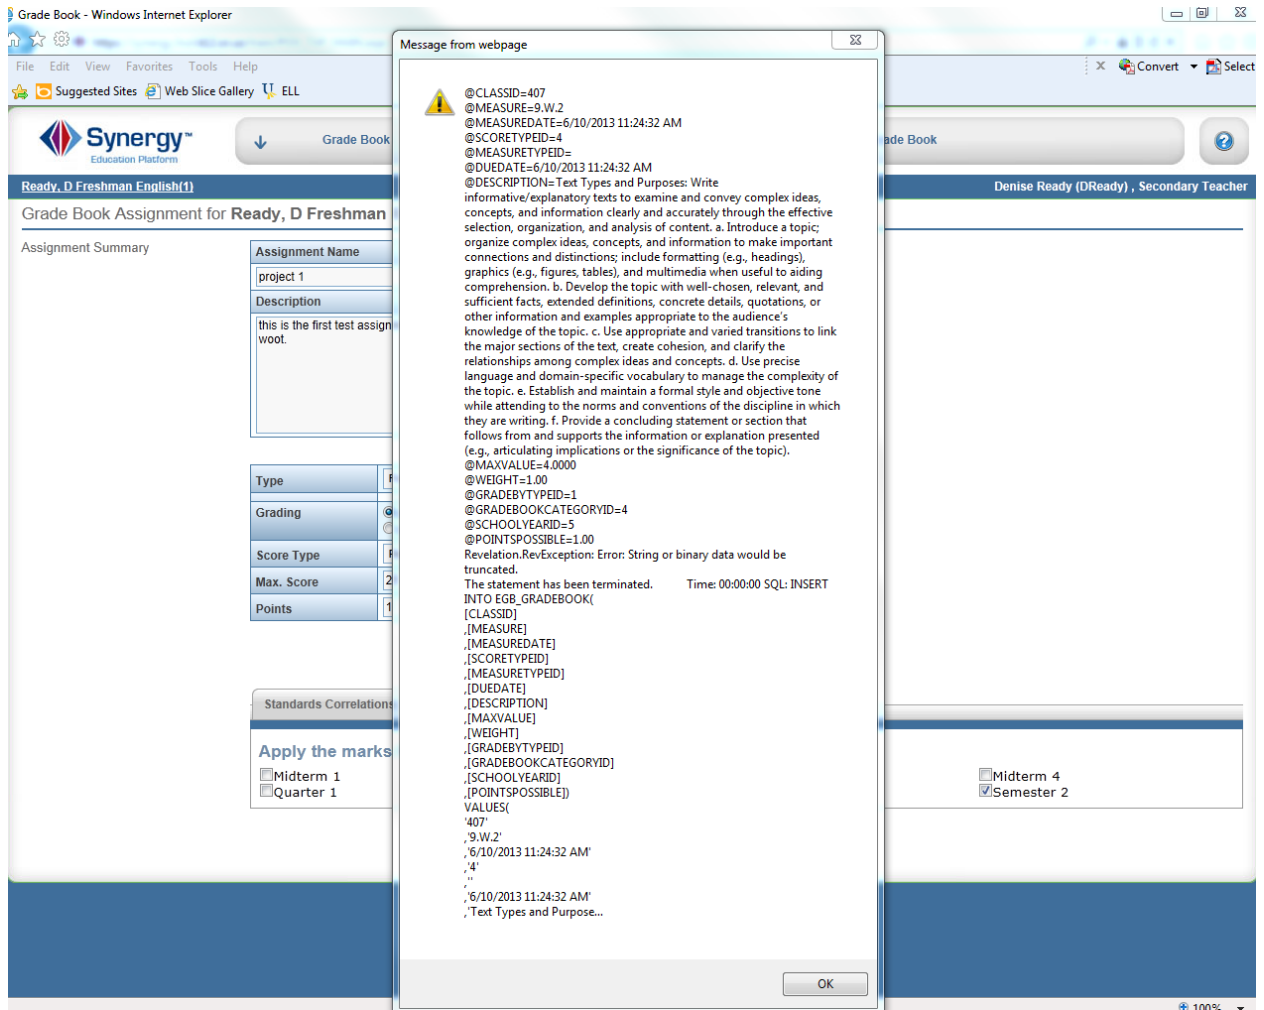 Grade Book - Windows Internet Explorer
File Edit View Favorites Tools Help
Convert Select
Suggested Sites Web Slice Gallery ELL
Synergy™
Education Platform
Grade Book
ade Book
Ready, D Freshman English(1)
Denise Ready (DReady) , Secondary Teacher
Grade Book Assignment for Ready, D Freshman
Assignment Summary
Assignment Name
project 1
Description
this is the first test assign
woot.
Type
Grading
Score Type
Max. Score
2
Points
1
Standards Correlations
Apply the marks
Midterm 1
Quarter 1
Midterm 4
Semester 2
Message from webpage
@CLASSID=407
@MEASURE=9.W.2
@MEASUREDATE=6/10/2013 11:24:32 AM
@SCORETYPEID=4
@MEASURETYPEID=
@DUEDATE=6/10/2013 11:24:32 AM
@DESCRIPTION=Text Types and Purposes: Write
informative/explanatory texts to examine and convey complex ideas,
concepts, and information clearly and accurately through the effective
selection, organization, and analysis of content. a. Introduce a topic;
organize complex ideas, concepts, and information to make important
connections and distinctions; include formatting (e.g., headings),
graphics (e.g., figures, tables), and multimedia when useful to aiding
comprehension. b. Develop the topic with well-chosen, relevant, and
sufficient facts, extended definitions, concrete details, quotations, or
other information and examples appropriate to the audience's
knowledge of the topic. c. Use appropriate and varied transitions to link
the major sections of the text, create cohesion, and clarify the
relationships among complex ideas and concepts. d. Use precise
language and domain-specific vocabulary to manage the complexity of
the topic. e. Establish and maintain a formal style and objective tone
while attending to the norms and conventions of the discipline in which
they are writing. f. Provide a concluding statement or section that
follows from and supports the information or explanation presented
(e.g., articulating implications or the significance of the topic).
@MAXVALUE=4.0000
@WEIGHT=1.00
@GRADEBYTYPEID=1
@GRADEBOOKCATEGORYID=4
@SCHOOLYEARID=5
@POINTSPOSSIBLE=1.00
Revelation.RevException: Error: String or binary data would be
truncated.
The statement has been terminated. Time: 00:00:00 SQL: INSERT
INTO EGB_GRADEBOOK(
[CLASSID]
,[MEASURE]
,[MEASUREDATE]
,[SCORETYPEID]
,[MEASURETYPEID]
,[DUEDATE]
,[DESCRIPTION]
,[MAXVALUE]
,[WEIGHT]
,[GRADEBYTYPEID]
,[GRADEBOOKCATEGORYID]
,[SCHOOLYEARID]
,[POINTSPOSSIBLE])
VALUES(
'407'
,'9.W.2'
,'6/10/2013 11:24:32 AM'
,'4'
,''
,'6/10/2013 11:24:32 AM'
,'Text Types and Purpose...
OK
100%